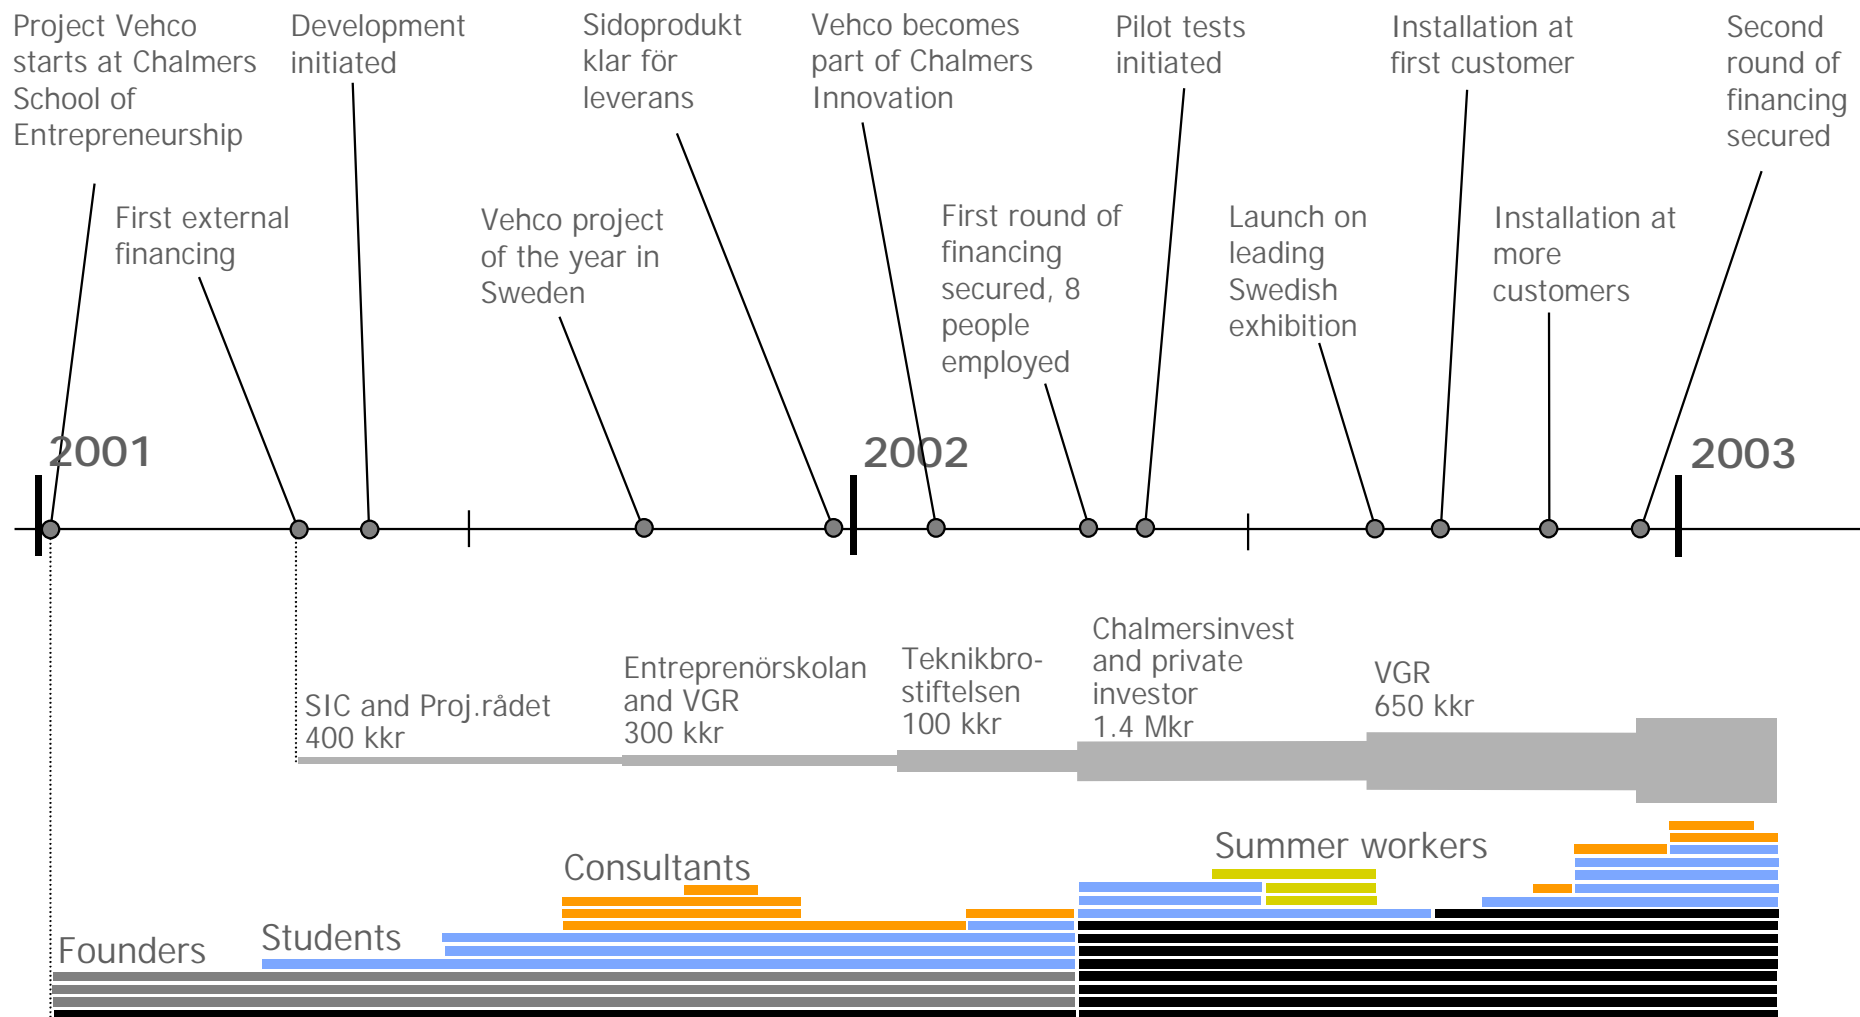 Project Vehco
starts at Chalmers
School of
Entrepreneurship
Development
initiated
Sidoprodukt
klar för
leverans
Vehco becomes
part of Chalmers
Innovation
Pilot tests
initiated
Installation at
first customer
Second
round of
financing
secured
First external
financing
Vehco project
of the year in
Sweden
First round of
financing
secured, 8
people
employed
Launch on
leading
Swedish
exhibition
Installation at
more
customers
2001
2002
2003
SIC and Proj.rådet
400 kkr
Entreprenörskolan
and VGR
300 kkr
Teknikbro-
stiftelsen
100 kkr
Chalmersinvest
and private
investor
1.4 Mkr
VGR
650 kkr
Consultants
Summer workers
Founders
Students